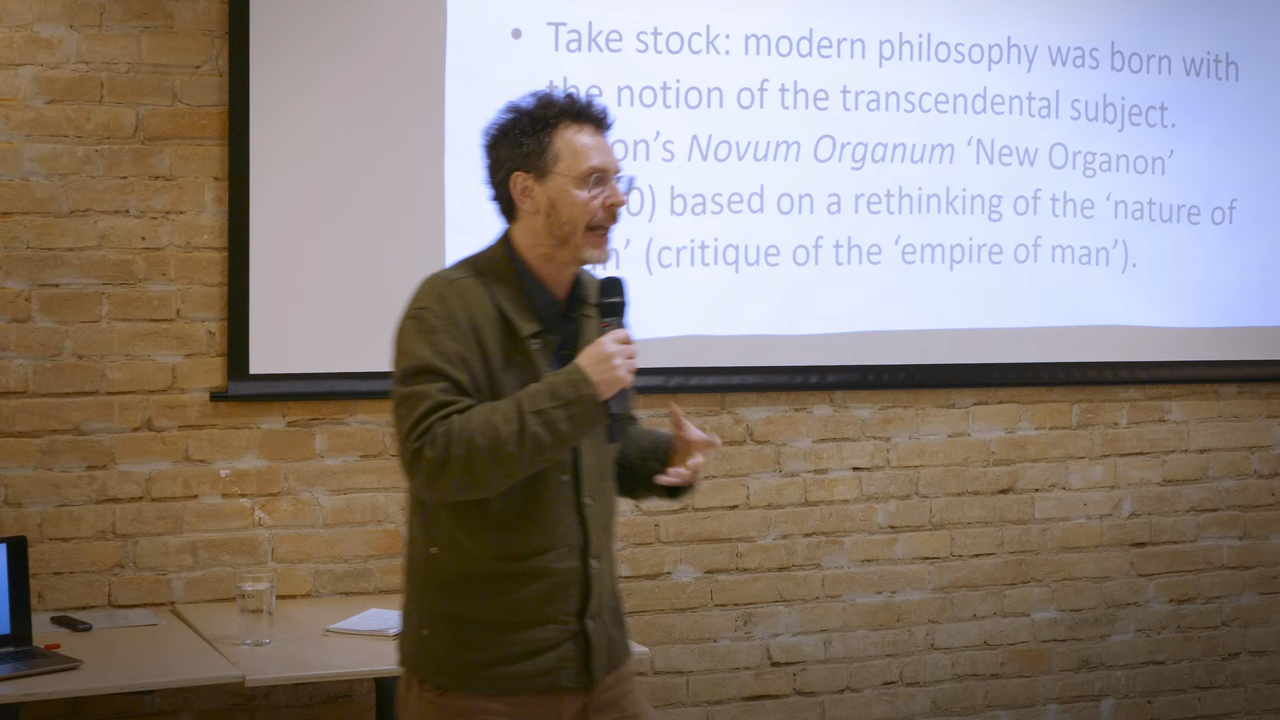 • Take stock: modern philosophy was born with
the notion of the transcendental subject.
on's Novum Organum ‘New Organon’
0) based on a rethinking of the ‘nature of
n’ (critique of the ‘empire of man’).